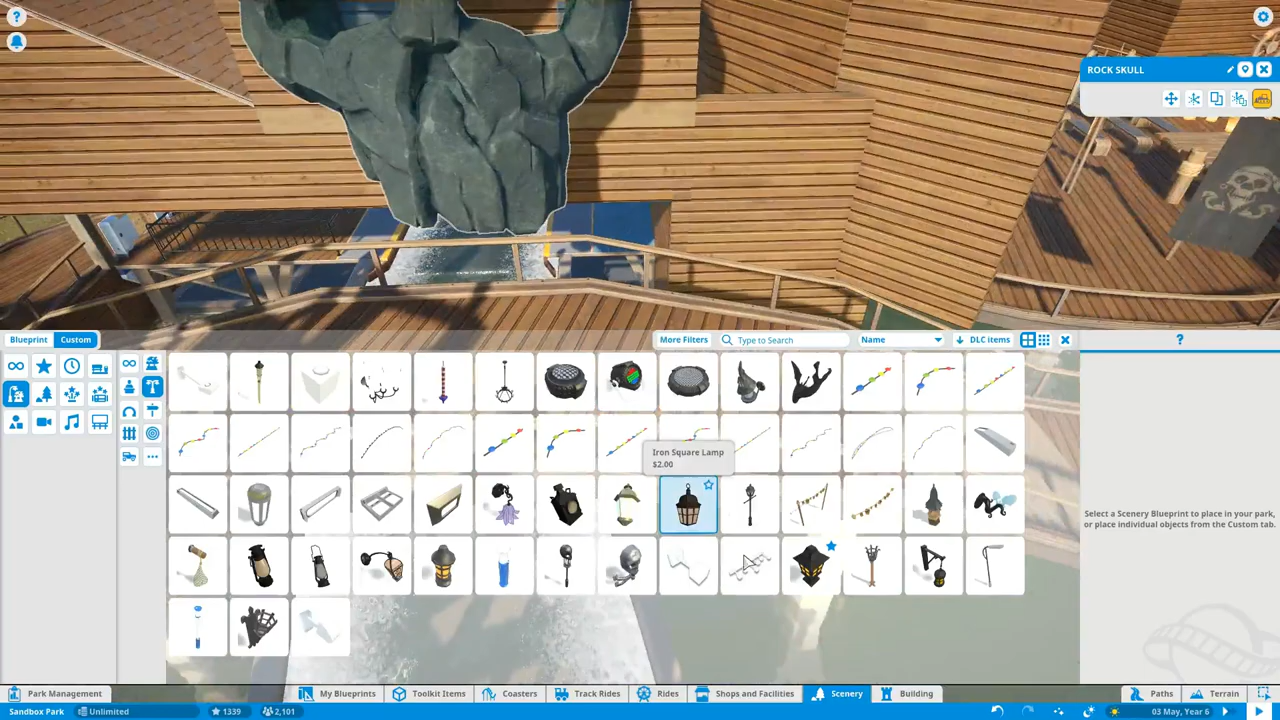 ?
ROCK SKULL
Blueprint
Custom
More Filters
Type to Search
Name
DLC items
?
Iron Square Lamp
$2.00
Select a Scenery Blueprint to place in your park,
or place individual objects from the Custom tab.
Park Management
My Blueprints
Toolkit Items
Coasters
Track Rides
Rides
Shops and Facilities
Scenery
Building
Paths
Terrain
Sandbox Park
Unlimited
1339
2,101
03 May, Year 6